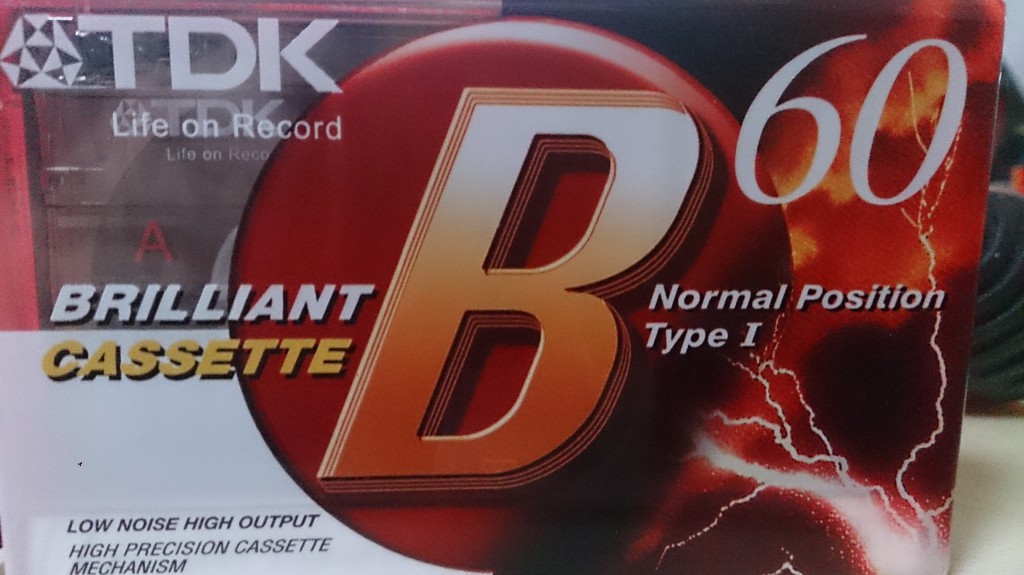 TDK
TDK
Life on Record
Life on Reco
A
B
60
BRILLIANT
CASSETTE
Normal Position
Type I
LOW NOISE HIGH OUTPUT
HIGH PRECISION CASSETTE
MECHANISM